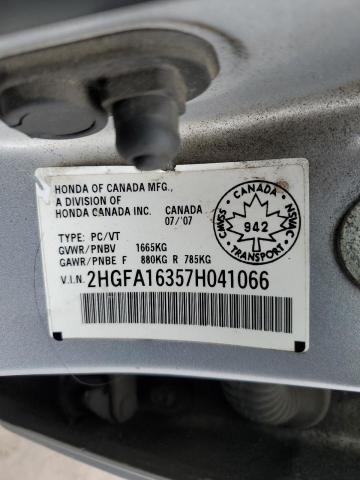 HONDA OF CANADA MFG.,
A DIVISION OF
HONDA CANADA INC. CANADA
07/'07
TYPE: PC/VT
GVWR/PNBV 1665KG
GAWR/PNBE F 880KG R 785KG
V.I.N. 2HGFA16357H041066
CANADA
CMVSS
942
NSVAC
TRANSPORT